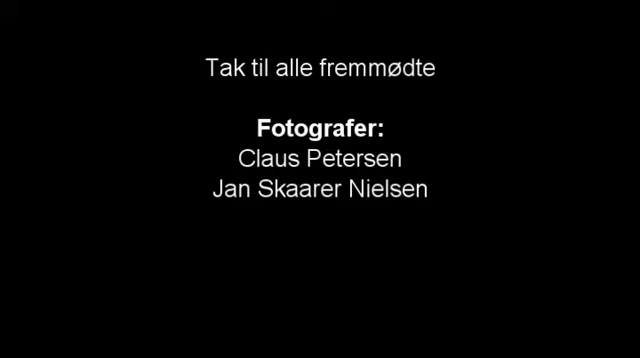 Tak til alle fremmødte
Fotografer:
Claus Petersen
Jan Skaarer Nielsen